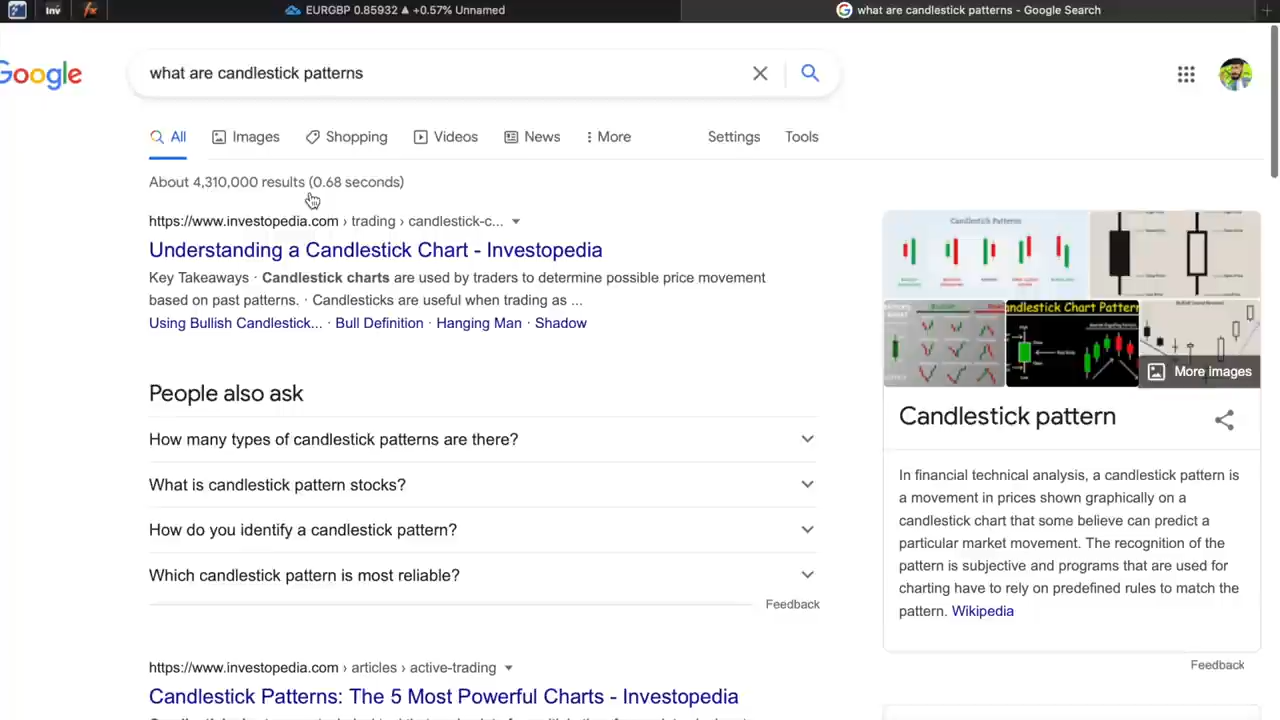 EURGBP 0.85932 ▲ +0.57% Unnamed
what are candlestick patterns - Google Search
inv
Google
what are candlestick patterns
All
Images
Shopping
Videos
News
More
Settings
Tools
About 4,310,000 results (0.68 seconds)
https://www.investopedia.com › trading › candlestick-c...
Understanding a Candlestick Chart - Investopedia
Key Takeaways · Candlestick charts are used by traders to determine possible price movement
based on past patterns. · Candlesticks are useful when trading as ...
Using Bullish Candlestick... · Bull Definition · Hanging Man · Shadow
People also ask
How many types of candlestick patterns are there?
What is candlestick pattern stocks?
How do you identify a candlestick pattern?
Which candlestick pattern is most reliable?
Feedback
https://www.investopedia.com › articles › active-trading
Candlestick Patterns: The 5 Most Powerful Charts - Investopedia
Candlestick Patterns
andlestick Chart Pattern
More images
Candlestick pattern
In financial technical analysis, a candlestick pattern is
a movement in prices shown graphically on a
candlestick chart that some believe can predict a
particular market movement. The recognition of the
pattern is subjective and programs that are used for
charting have to rely on predefined rules to match the
pattern. Wikipedia
Feedback